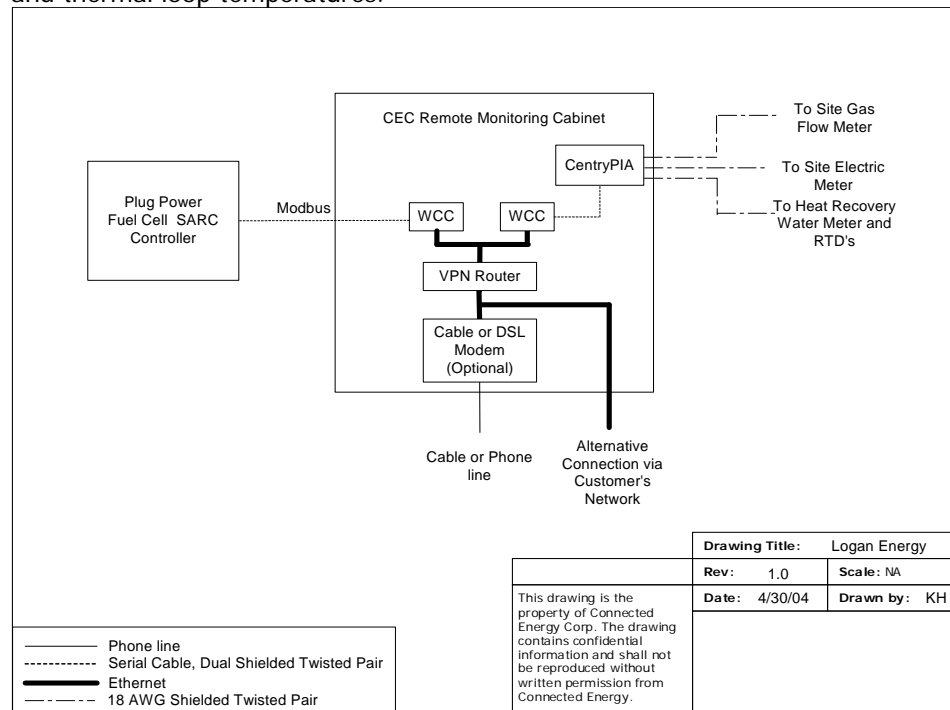 and thermal loop temperatures.
CEC Remote Monitoring Cabinet
To Site Gas
Flow Meter
CentryPIA
To Site Electric
Meter
Plug Power
Fuel Cell SARC
Controller
Modbus
WCC
WCC
To Heat Recovery
Water Meter and
RTD's
VPN Router
Cable or DSL
Modem
(Optional)
Cable or Phone
line
Alternative
Connection via
Customer's
Network
Drawing Title: Logan Energy
Rev: 1.0 Scale: NA
Date: 4/30/04 Drawn by: KH
This drawing is the
property of Connected
Energy Corp. The drawing
contains confidential
information and shall not
be reproduced without
written permission from
Connected Energy.
Phone line
Serial Cable, Dual Shielded Twisted Pair
Ethernet
18 AWG Shielded Twisted Pair